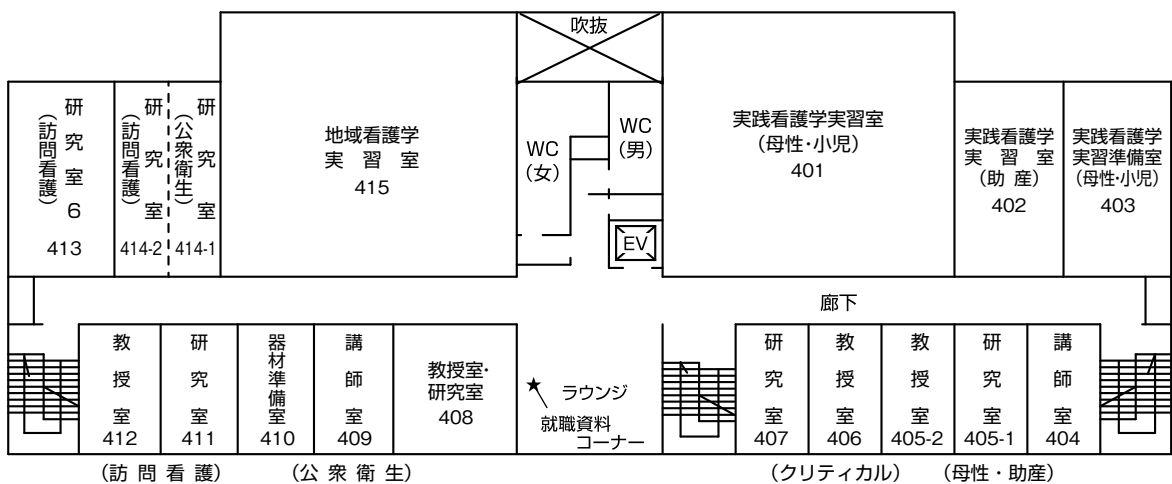 吹抜
研究室6
(訪問看護)
413
研究室
(訪問看護)
414-2
研究室
(公衆衛生)
414-1
地域看護学
実習室
415
WC
(女)
WC
(男)
EV
実践看護学実習室
(母性・小児)
401
実践看護学
実習室
(助産)
402
実践看護学
実習準備室
(母性・小児)
403
廊下
教授室
412
研究室
411
器材準備室
410
講師室
409
教授室・
研究室
408
★
ラウンジ
就職資料
コーナー
研究室
407
教授室
406
教授室
405-2
研究室
405-1
講師室
404
(訪問看護)
(公衆衛生)
(クリティカル)
(母性・助産)